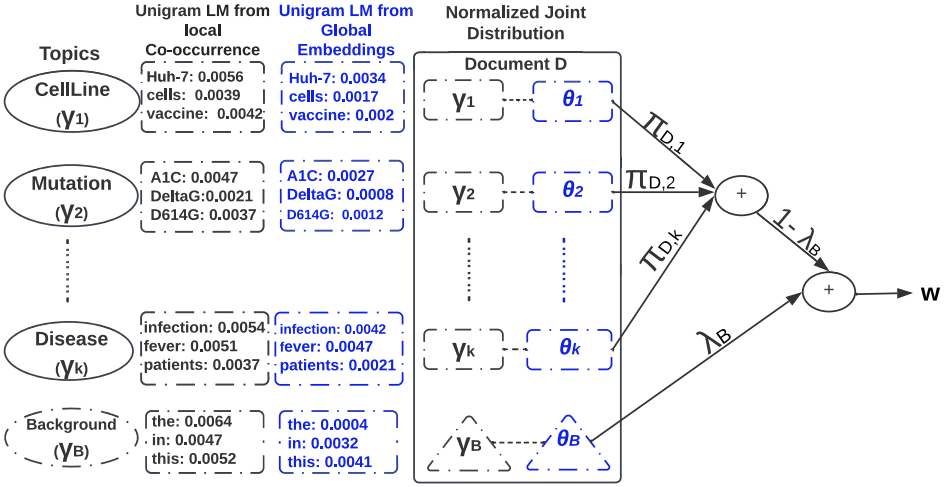 Topics
Unigram LM from
local
Co-occurrence
Unigram LM from
Global
Embeddings
Normalized Joint
Distribution
Document D
CellLine
(γ1)
Huh-7: 0.0056
cells: 0.0039
vaccine: 0.0042
Huh-7: 0.0034
cells: 0.0017
vaccine: 0.002
γ1
θ1
πD,1
Mutation
(γ2)
A1C: 0.0047
DeltaG:0.0021
D614G: 0.0037
A1C: 0.0027
DeltaG: 0.0008
D614G: 0.0012
γ2
θ2
πD,2
+
πD,k
1- λB
+
w
Disease
(γk)
infection: 0.0054
fever: 0.0051
patients: 0.0037
infection: 0.0042
fever: 0.0047
patients: 0.0021
γk
θk
λB
Background
(γB)
the: 0.0064
in: 0.0047
this: 0.0052
the: 0.0004
in: 0.0032
this: 0.0041
γB
θB